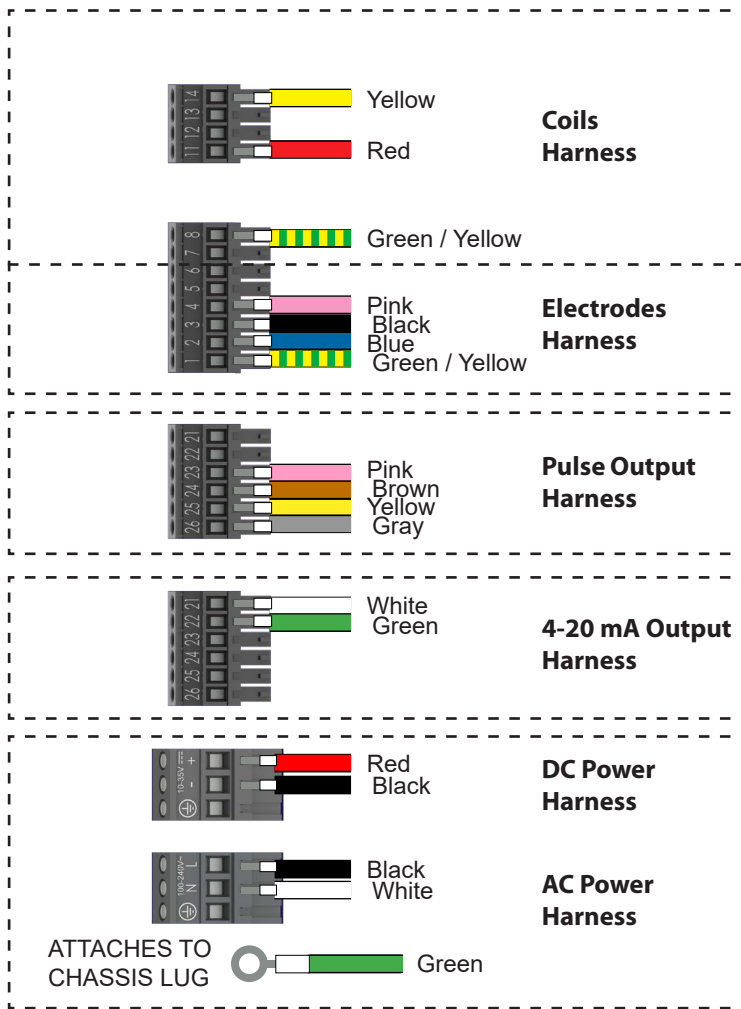 14
13
12
11
Yellow
Red
Coils
Harness
8
7
6
5
4
3
2
1
Green / Yellow
Pink
Black
Blue
Green / Yellow
Electrodes
Harness
21
22
23
24
25
26
Pink
Brown
Yellow
Gray
Pulse Output
Harness
21
22
23
24
25
26
White
Green
4-20 mA Output
Harness
10-35V
+
-
Red
Black
DC Power
Harness
100-240V~
L
N
Black
White
AC Power
Harness
ATTACHES TO
CHASSIS LUG
Green